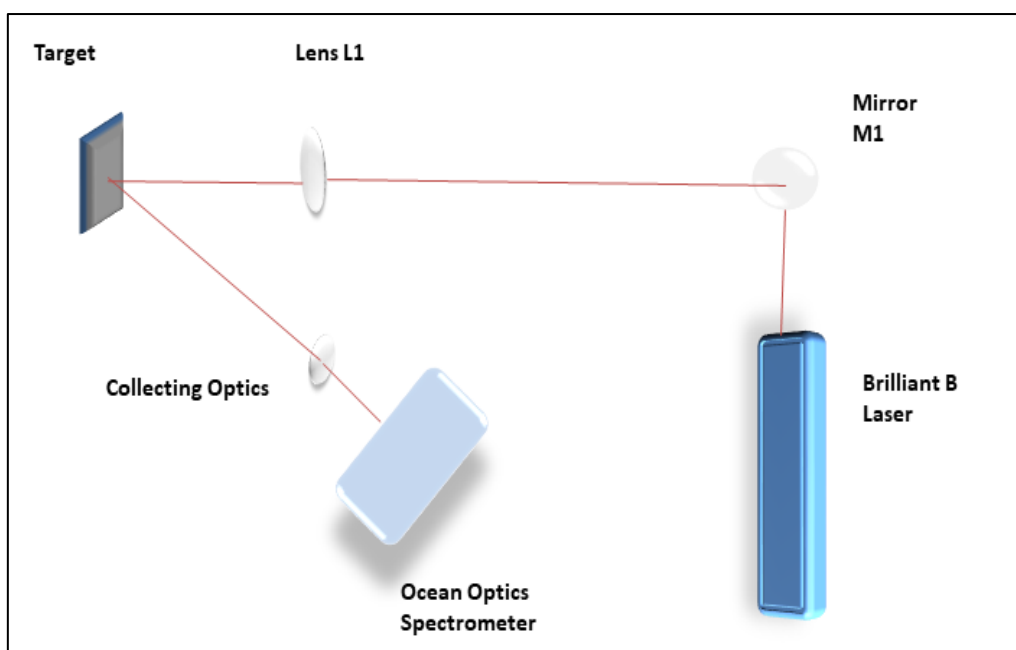 Target
Lens L1
Mirror
M1
Collecting Optics
Brilliant B
Laser
Ocean Optics
Spectrometer